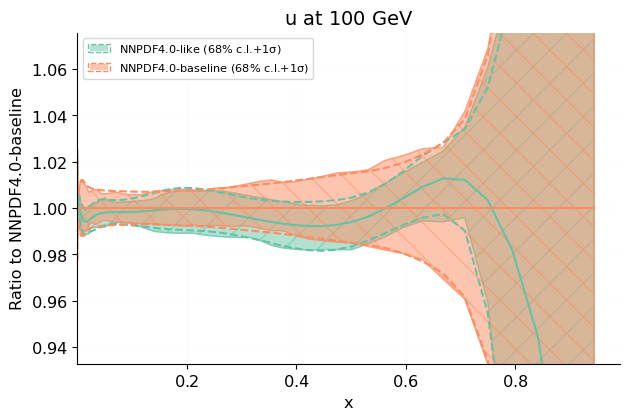 u at 100 GeV
NNPDF4.0-like (68% c.l.+1σ)
NNPDF4.0-baseline (68% c.l.+1σ)
Ratio to NNPDF4.0-baseline
1.06
1.04
1.02
1.00
0.98
0.96
0.94
0.2 0.4 0.6 0.8
x